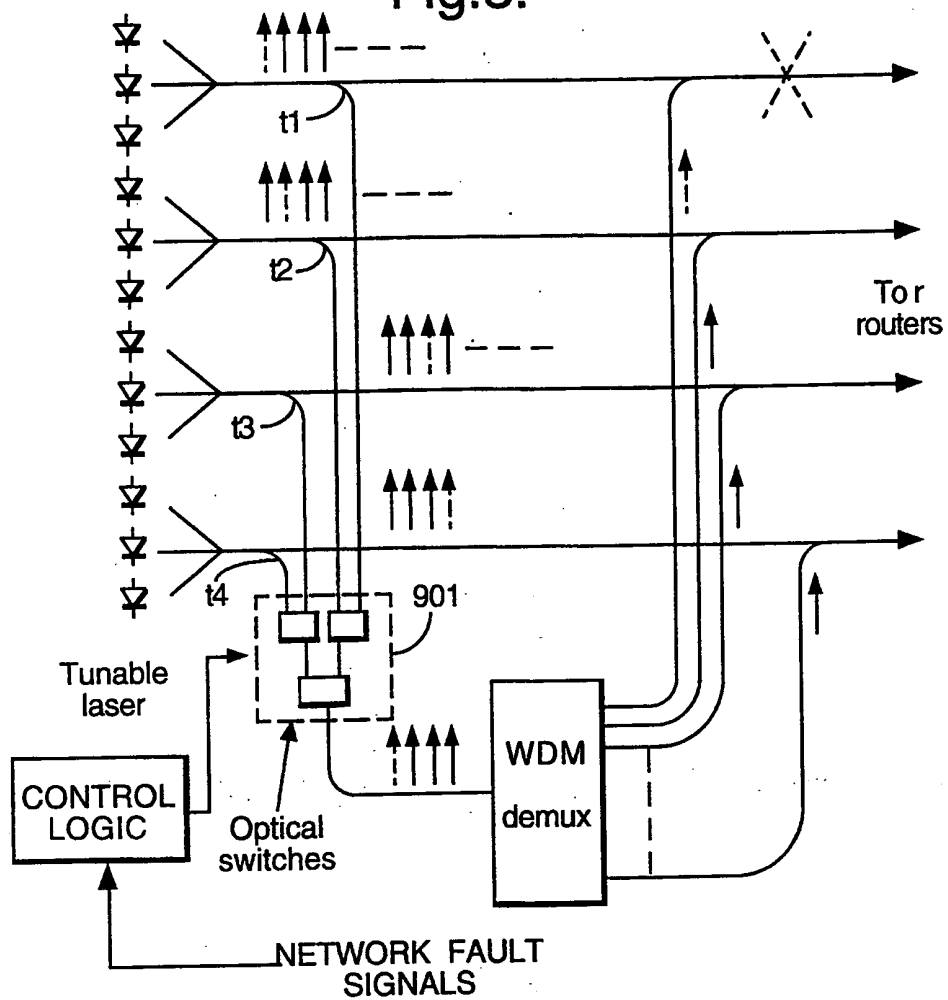 t1
t2
To r
routers
t3
t4
901
Tunable
laser
WDM
demux
CONTROL
LOGIC
Optical
switches
NETWORK FAULT
SIGNALS